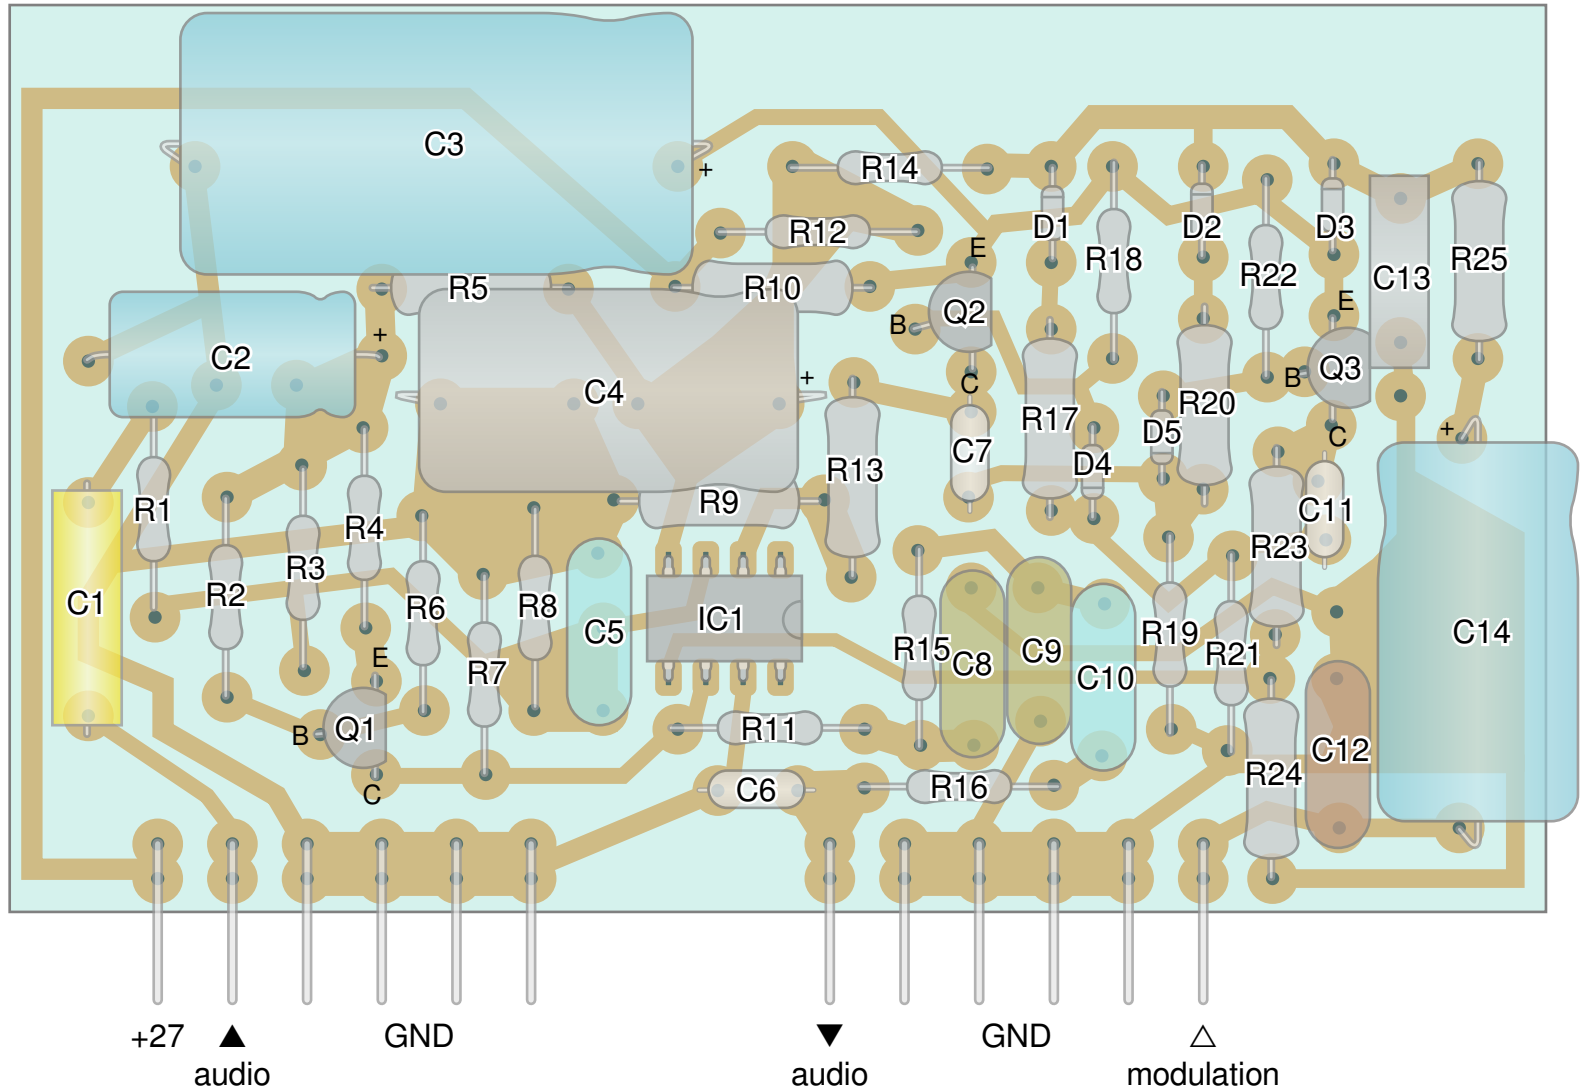 C3
+
R14
R12
D1
D2
D3
E
R18
R22
C13
R25
R5
R10
E
B
Q2
+
C2
C4
+
C
B
Q3
R17
R20
D5
+
C
C7
D4
R13
R9
R1
R4
C11
R23
R3
R2
R6
R8
C1
IC1
C5
R15
C8
C9
C10
R19
R21
C14
E
R7
B
Q1
R11
C
C6
R16
R24
C12
+27 ▲ GND ▼ GND △
audio audio modulation